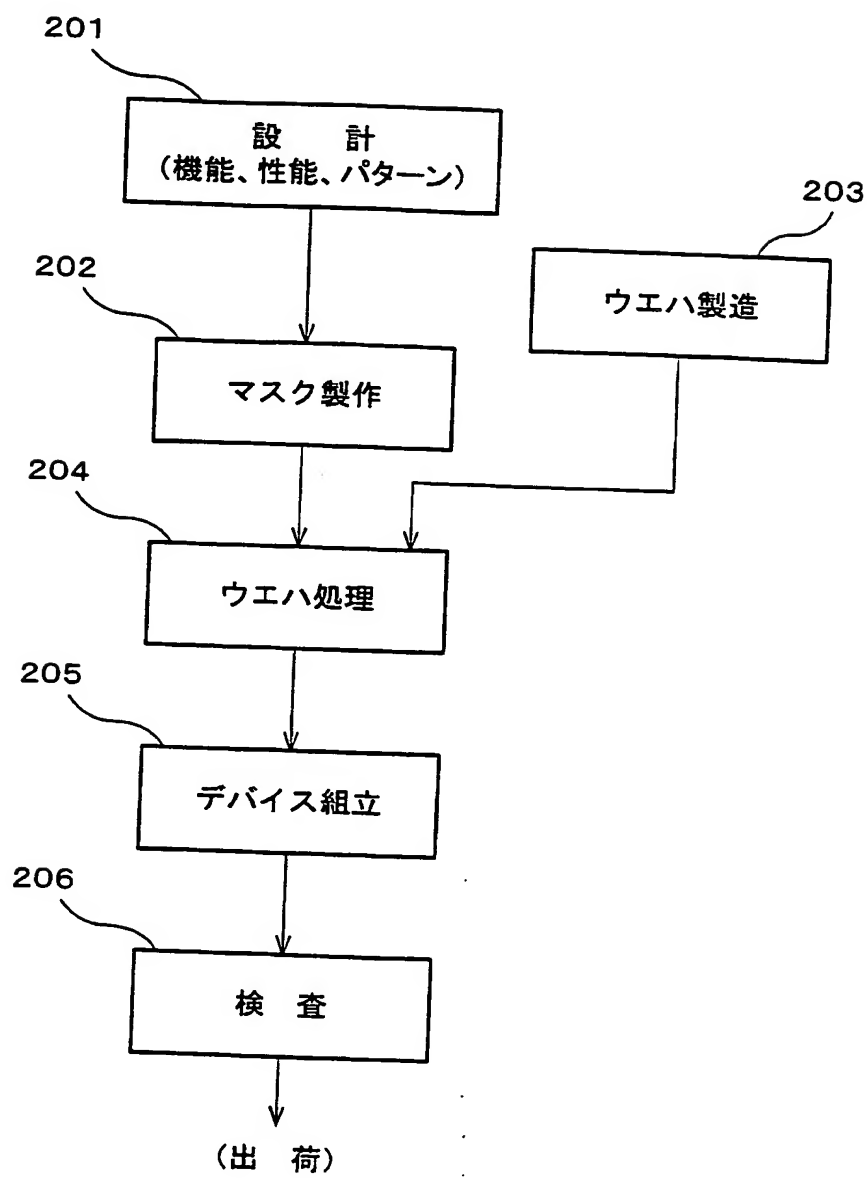 201
設　計
(機能、性能、パターン)
203
ウエハ製造
202
マスク製作
204
ウエハ処理
205
デバイス組立
206
検　査
(出　荷)